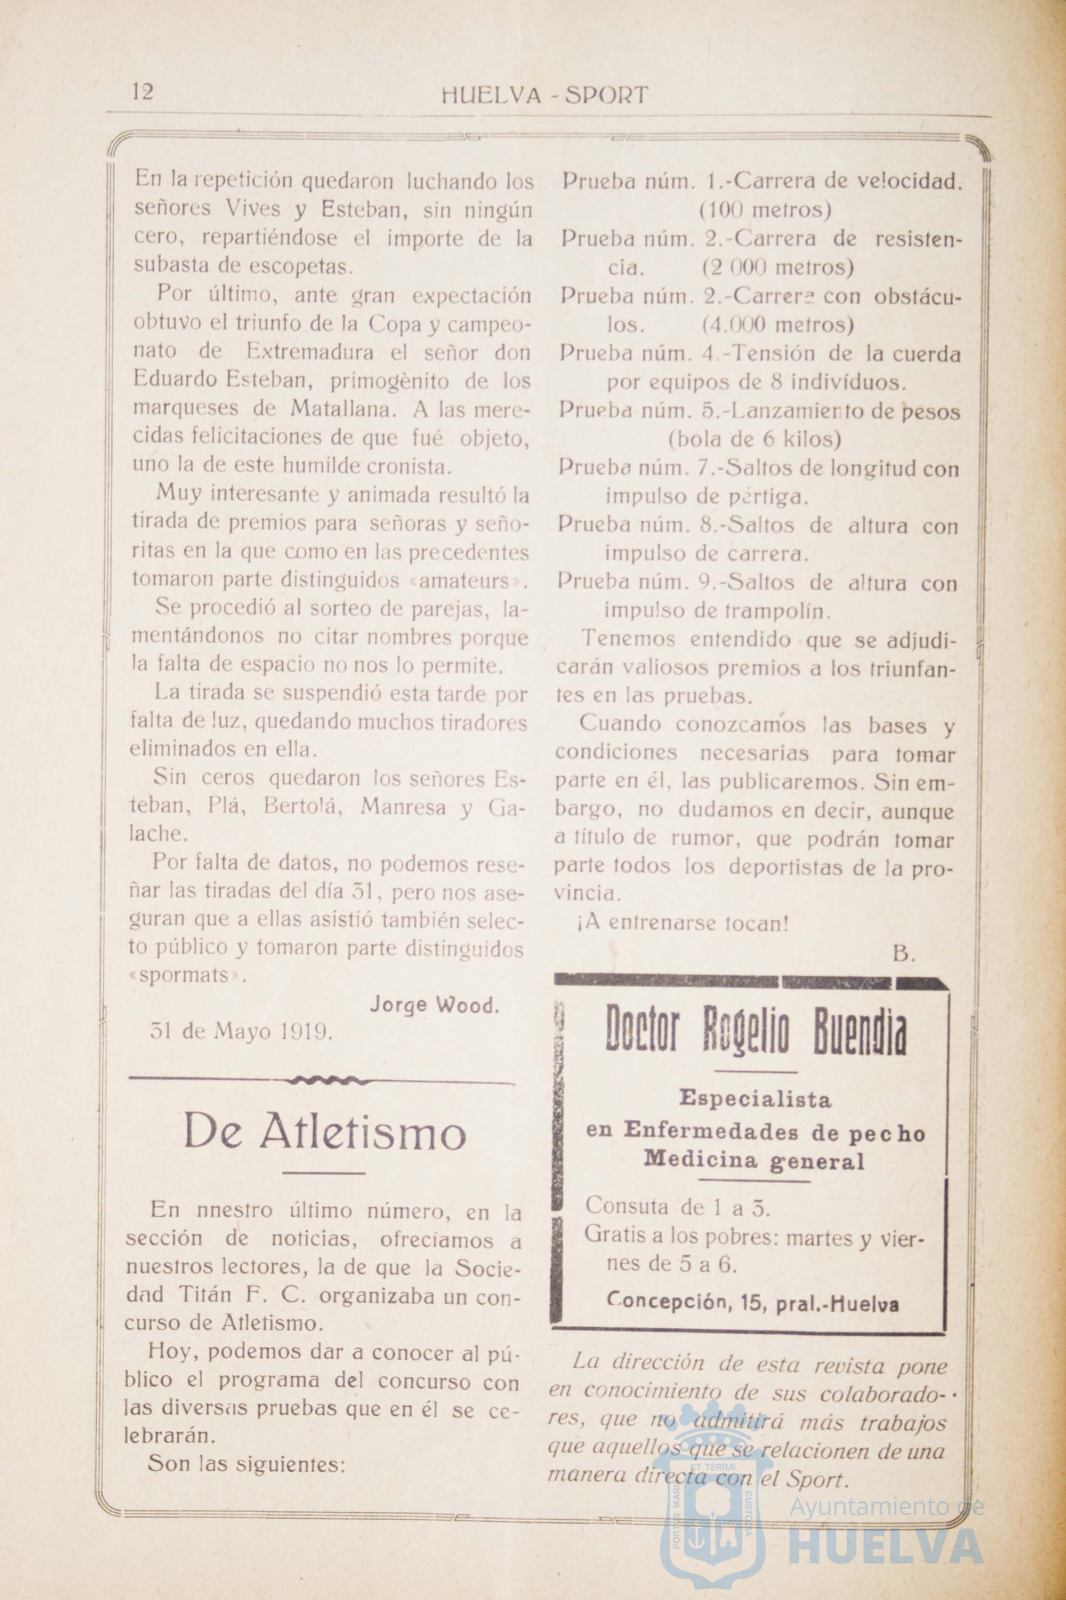 12
HUELVA - SPORT
En la repetición quedaron luchando los
señores Vives y Esteban, sin ningún
cero, repartiéndose el importe de la
subasta de escopetas.
Por último, ante gran expectación
obtuvo el triunfo de la Copa y campeo-
nato de Extremadura el señor don
Eduardo Esteban, primogènito de los
marqueses de Matallana. A las mere-
cidas felicitaciones de que fué objeto,
uno la de este humilde cronista.
Muy interesante y animada resultó la
tirada de premios para señoras y seño-
ritas en la que como en las precedentes
tomaron parte distinguidos «amateurs».
Se procedió al sorteo de parejas, la-
mentándonos no citar nombres porque
la falta de espacio no nos lo permite.
La tirada se suspendió esta tarde por
falta de luz, quedando muchos tiradores
eliminados en ella.
Sin ceros quedaron los señores Es-
teban, Plá, Bertolá, Manresa y Ga-
lache.
Por falta de datos, no podemos rese-
ñar las tiradas del día 31, pero nos ase-
guran que a ellas asistió también selec-
to público y tomaron parte distinguidos
«spormats».
Jorge Wood.
31 de Mayo 1919.
De Atletismo
En nnestro último número, en la
sección de noticias, ofrecíamos a
nuestros lectores, la de que la Socie-
dad Titán F. C. organizaba un con-
curso de Atletismo.
Hoy, podemos dar a conocer al pú-
blico el programa del concurso con
las diversas pruebas que en él se ce-
lebrarán.
Son las siguientes:
Prueba núm. 1.-Carrera de velocidad.
(100 metros)
Prueba núm. 2.-Carrera de resisten-
cia. (2 000 metros)
Prueba núm. 2.-Carrera con obstácu-
los. (4.000 metros)
Prueba núm. 4.-Tensión de la cuerda
por equipos de 8 indivíduos.
Prueba núm. 5.-Lanzamiento de pesos
(bola de 6 kilos)
Prueba núm. 7.-Saltos de longitud con
impulso de pértiga.
Prueba núm. 8.-Saltos de altura con
impulso de carrera.
Prueba núm. 9.-Saltos de altura con
impulso de trampolín.
Tenemos entendido que se adjudi-
carán valiosos premios a los triunfan-
tes en las pruebas.
Cuando conozcamos las bases y
condiciones necesarias para tomar
parte en él, las publicaremos. Sin em-
bargo, no dudamos en decir, aunque
a título de rumor, que podrán tomar
parte todos los deportistas de la pro-
vincia.
¡A entrenarse tocan!
B.
Doctor Rogelio Buendia
Especialista
en Enfermedades de pecho
Medicina general
Consuta de 1 a 3.
Gratis a los pobres: martes y vier-
nes de 5 a 6.
Concepción, 15, pral.-Huelva
La dirección de esta revista pone
en conocimiento de sus colaborado-
res, que no admitirá más trabajos
que aquellos que se relacionen de una
manera directa con el Sport.
PORTUS MARIS
ET TERRÆ
CUSTODIA
Ayuntamiento de
HUELVA